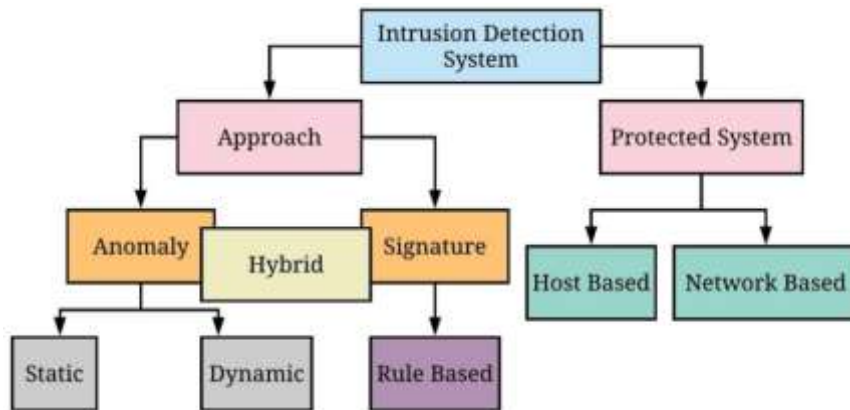 Intrusion Detection
System
Approach
Protected System
Anomaly
Hybrid
Signature
Host Based
Network Based
Static
Dynamic
Rule Based